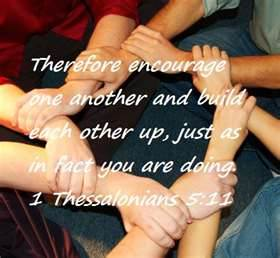 Therefore encourage
one another and build
each other up, just as
in fact you are doing.
1 Thessalonians 5:11